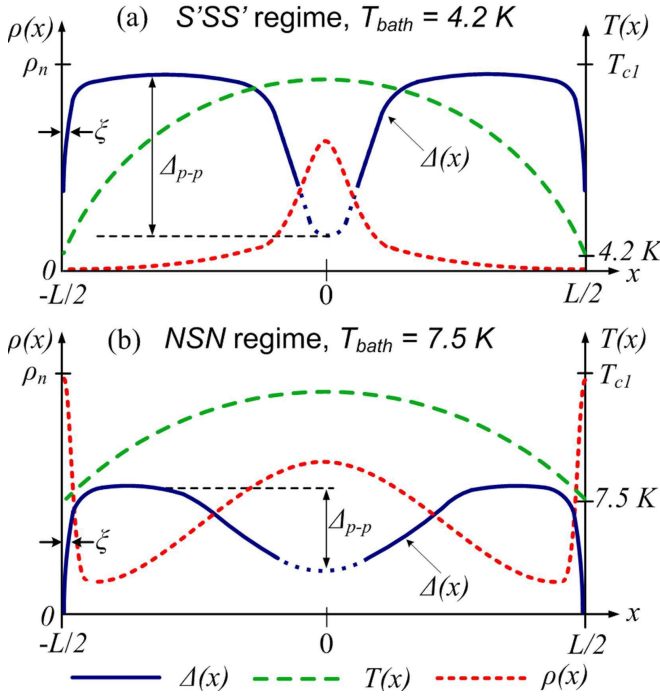 ρ(x) (a) S'SS' regime, T_bath = 4.2 K T(x)
ρ_n T_c1
ξ
Δ_p-p Δ(x)
4.2 K
0
-L/2 0 L/2 x
ρ(x) (b) NSN regime, T_bath = 7.5 K T(x)
ρ_n T_c1
7.5 K
ξ Δ_p-p
Δ(x)
0
-L/2 0 L/2 x
Δ(x) T(x) ρ(x)